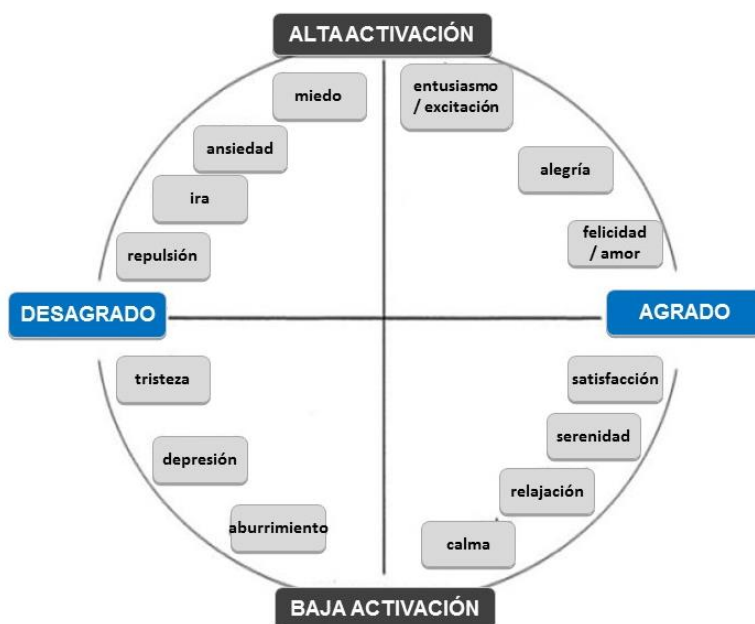 ALTA ACTIVACIÓN
miedo
entusiasmo
/ excitación
ansiedad
alegría
ira
felicidad
/ amor
repulsión
DESAGRADO
AGRADO
tristeza
satisfacción
serenidad
depresión
relajación
aburrimiento
calma
BAJA ACTIVACIÓN